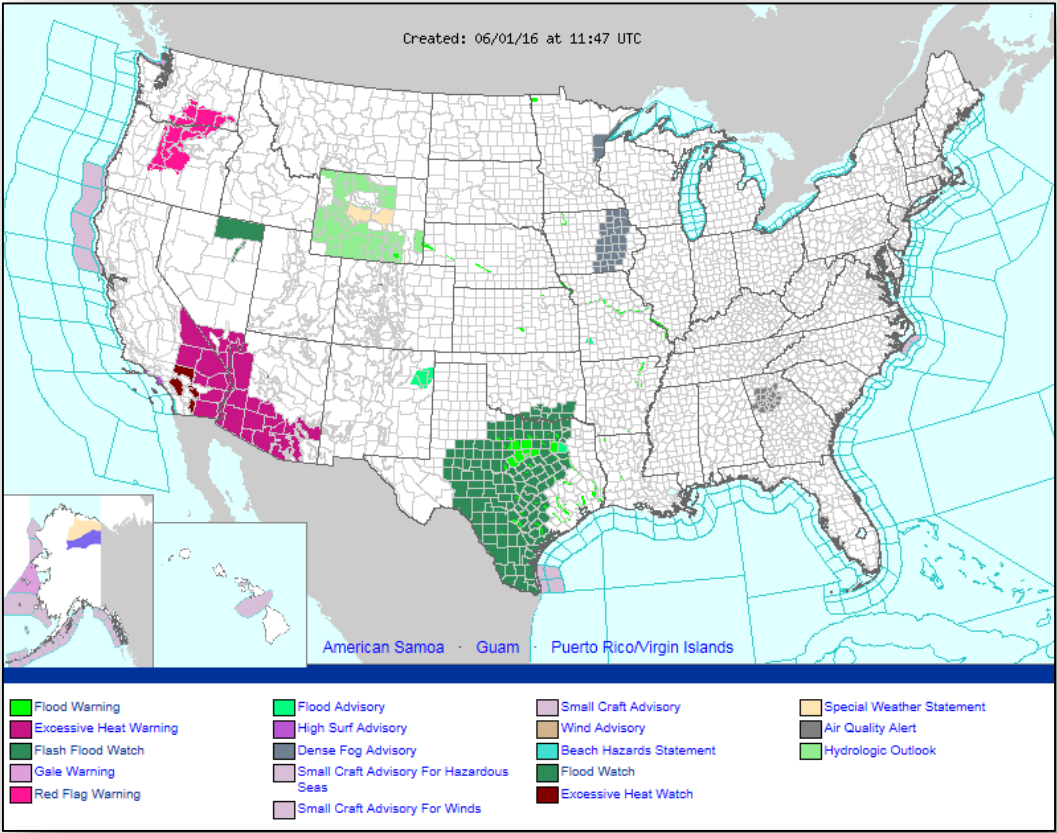 Created: 06/01/16 at 11:47 UTC
American Samoa · Guam · Puerto Rico/Virgin Islands
Flood Warning
Excessive Heat Warning
Flash Flood Watch
Gale Warning
Red Flag Warning
Flood Advisory
High Surf Advisory
Dense Fog Advisory
Small Craft Advisory For Hazardous
Seas
Small Craft Advisory For Winds
Small Craft Advisory
Wind Advisory
Beach Hazards Statement
Flood Watch
Excessive Heat Watch
Special Weather Statement
Air Quality Alert
Hydrologic Outlook